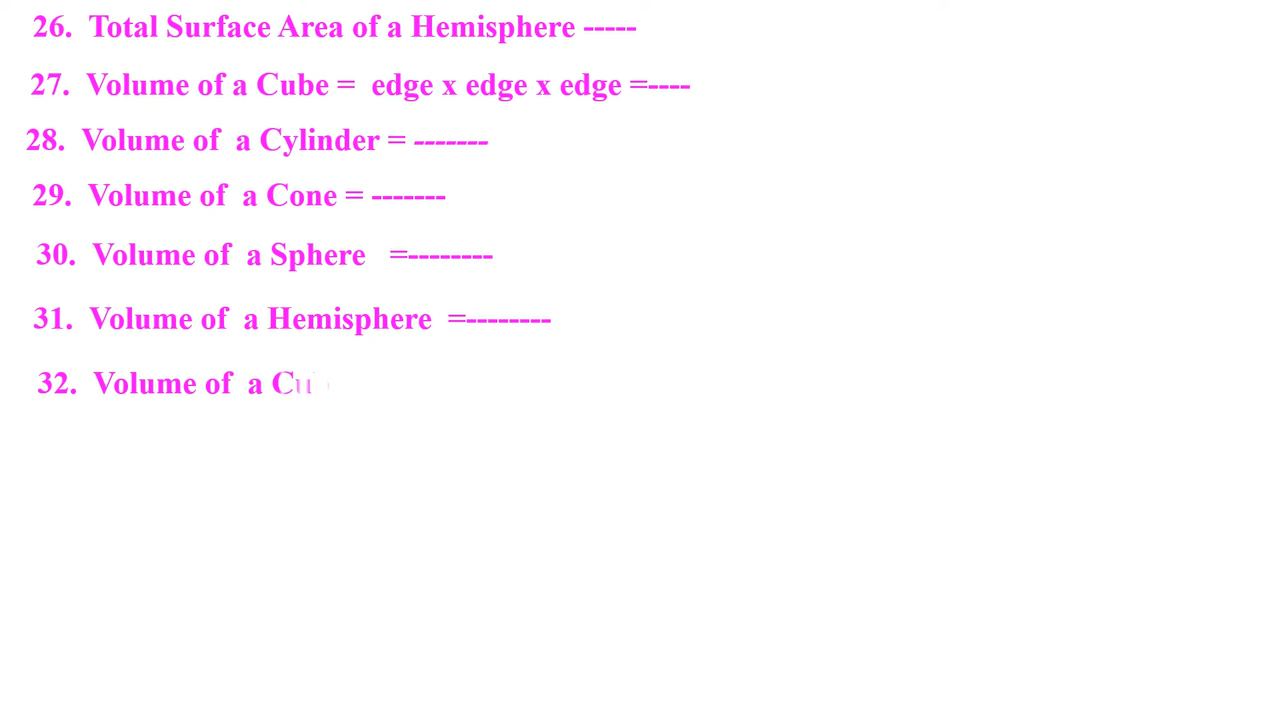 26. Total Surface Area of a Hemisphere -----
27. Volume of a Cube = edge x edge x edge =----
28. Volume of a Cylinder = -------
29. Volume of a Cone = -------
30. Volume of a Sphere =--------
31. Volume of a Hemisphere =--------
32. Volume of a